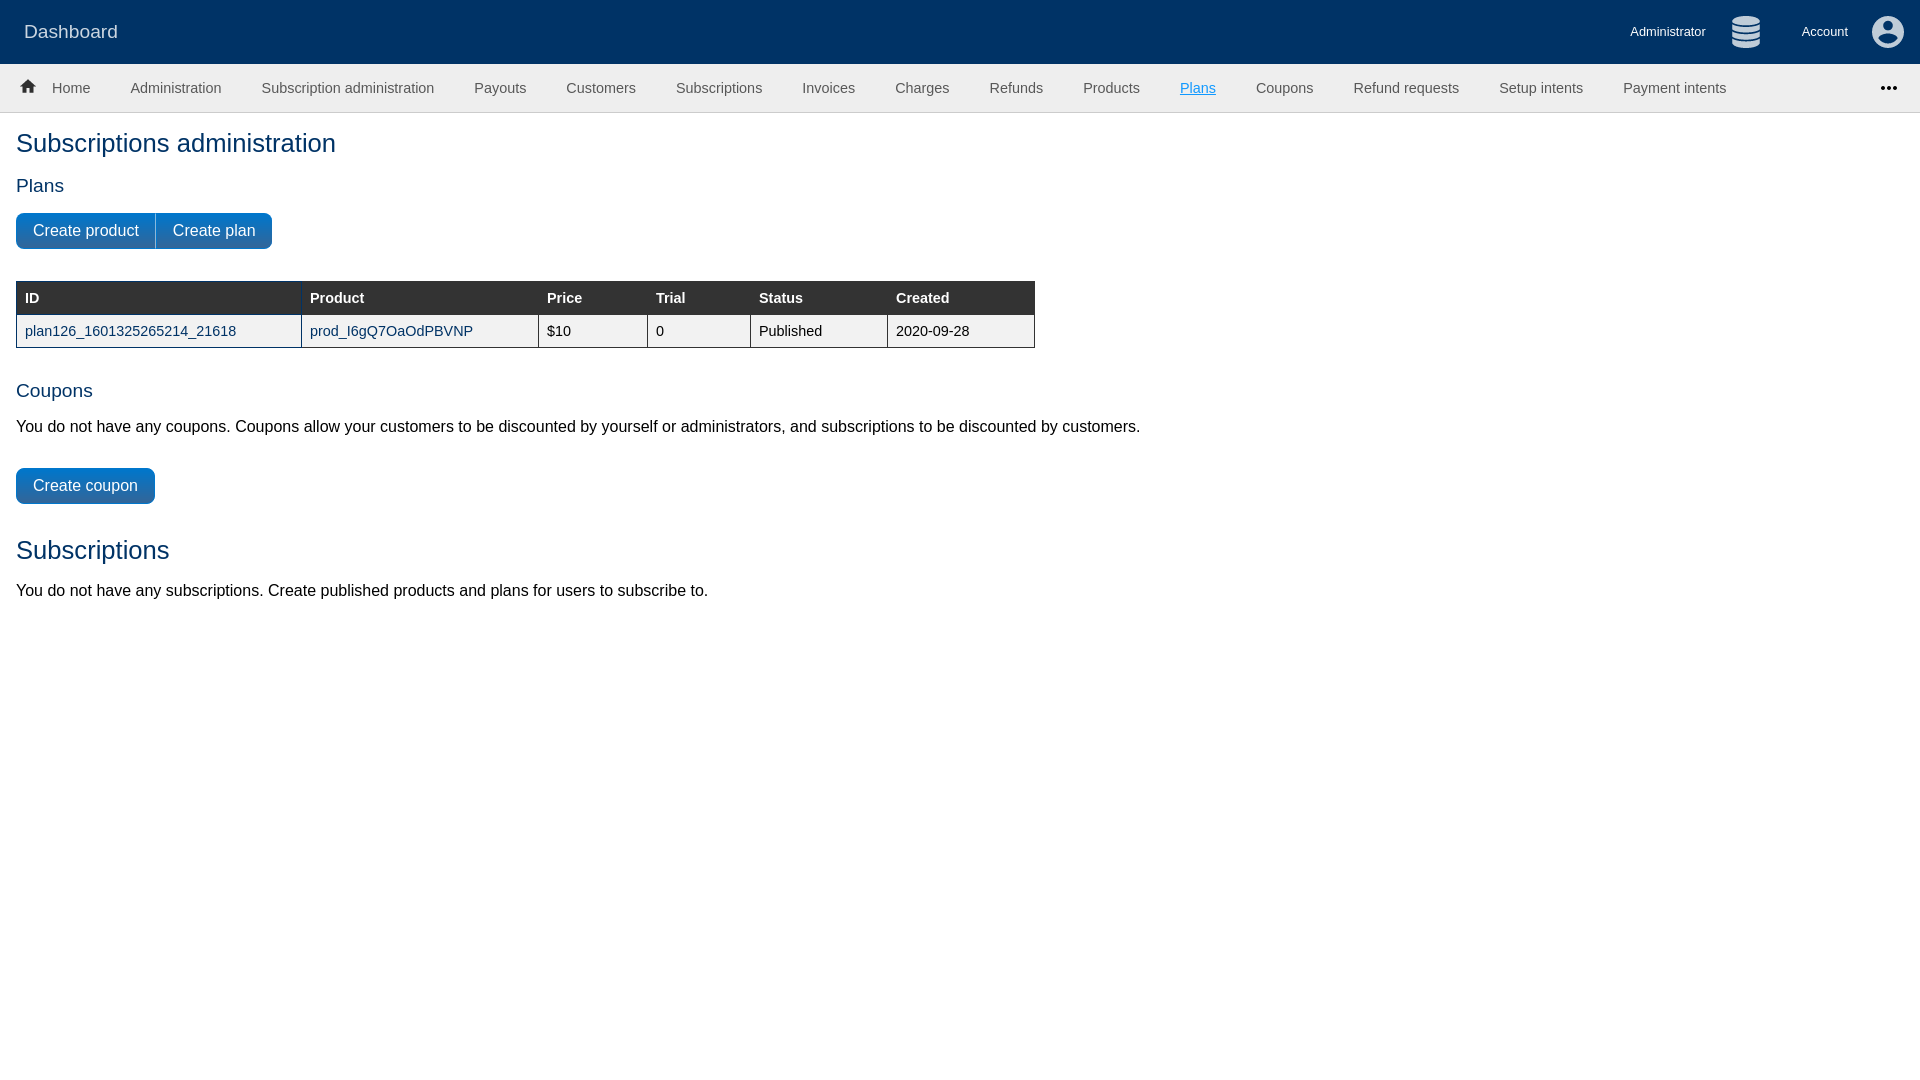 Dashboard
Administrator
Account
Home Administration Subscription administration Payouts Customers Subscriptions Invoices Charges Refunds Products Plans Coupons Refund requests Setup intents Payment intents
Subscriptions administration
Plans
Create product Create plan
ID Product Price Trial Status Created
plan126_1601325265214_21618 prod_I6gQ7OaOdPBVNP $10 0 Published 2020-09-28
Coupons
You do not have any coupons. Coupons allow your customers to be discounted by yourself or administrators, and subscriptions to be discounted by customers.
Create coupon
Subscriptions
You do not have any subscriptions. Create published products and plans for users to subscribe to.